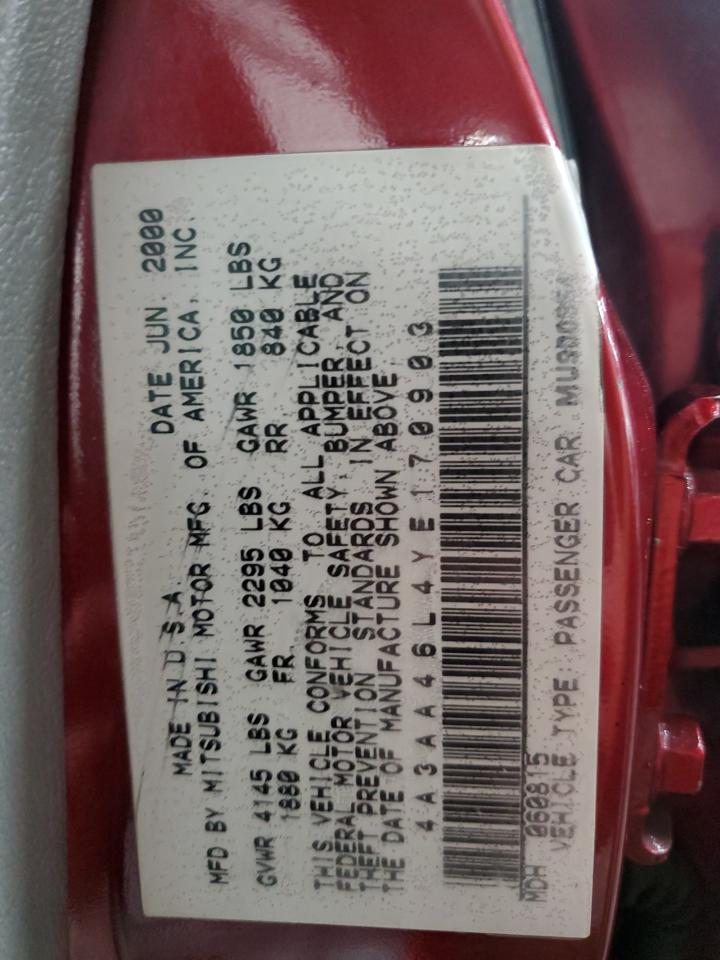 MADE IN U.S.A. DATE JUN. 2000
MFD BY MITSUBISHI MOTOR MFG. OF AMERICA, INC.
GVWR 4145 LBS GAWR 2295 LBS GAWR 1850 LBS
1880 KG FR 1040 KG RR 840 KG
THIS VEHICLE CONFORMS TO ALL APPLICABLE
FEDERAL MOTOR VEHICLE SAFETY, BUMPER, AND
THEFT PREVENTION STANDARDS IN EFFECT ON
THE DATE OF MANUFACTURE SHOWN ABOVE.
4A3AA46L4YE170903
MDH 060815
VEHICLE TYPE: PASSENGER CAR